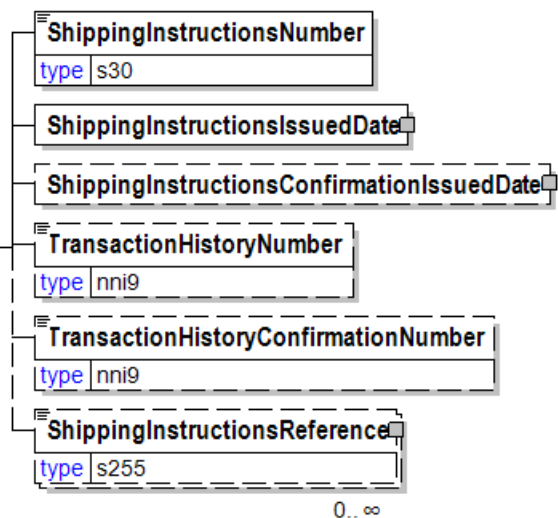 ShippingInstructionsNumber
type s30
ShippingInstructionsIssuedDate
ShippingInstructionsConfirmationIssuedDate
TransactionHistoryNumber
type nni9
TransactionHistoryConfirmationNumber
type nni9
ShippingInstructionsReference
type s255
0..∞